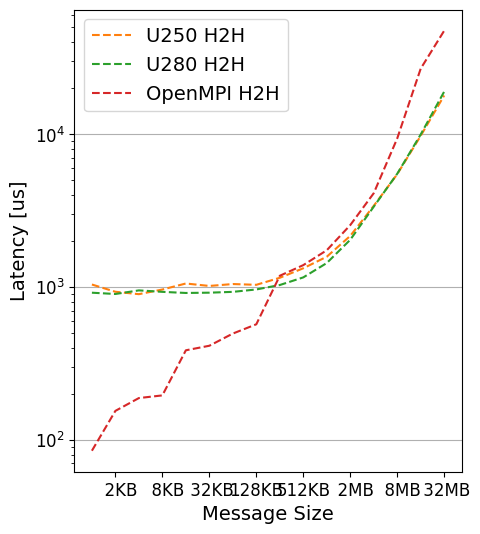 U250 H2H
U280 H2H
OpenMPI H2H
10^4
10^3
10^2
Latency [us]
2KB 8KB 32KB 128KB 512KB 2MB 8MB 32MB
Message Size